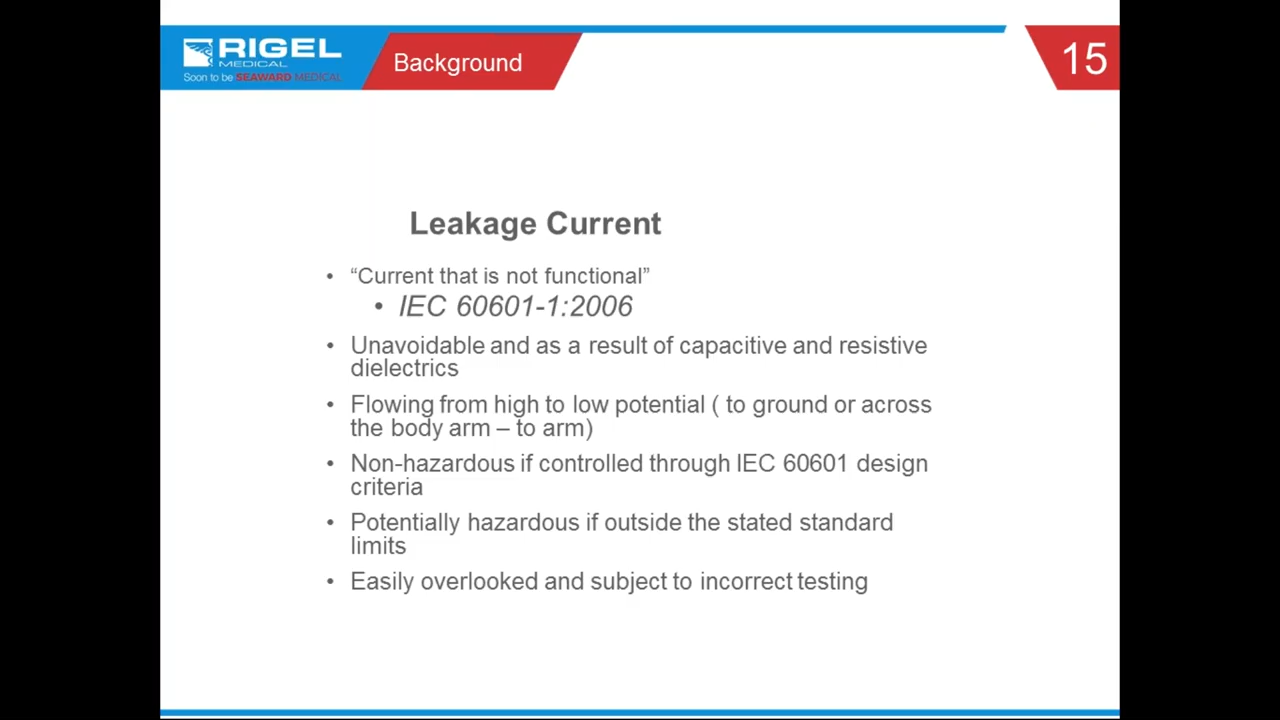 RIGEL
MEDICAL
Soon to be SEAWARD MEDICAL
Background
15
Leakage Current
• “Current that is not functional”
• IEC 60601-1:2006
• Unavoidable and as a result of capacitive and resistive
dielectrics
• Flowing from high to low potential ( to ground or across
the body arm – to arm)
• Non-hazardous if controlled through IEC 60601 design
criteria
• Potentially hazardous if outside the stated standard
limits
• Easily overlooked and subject to incorrect testing